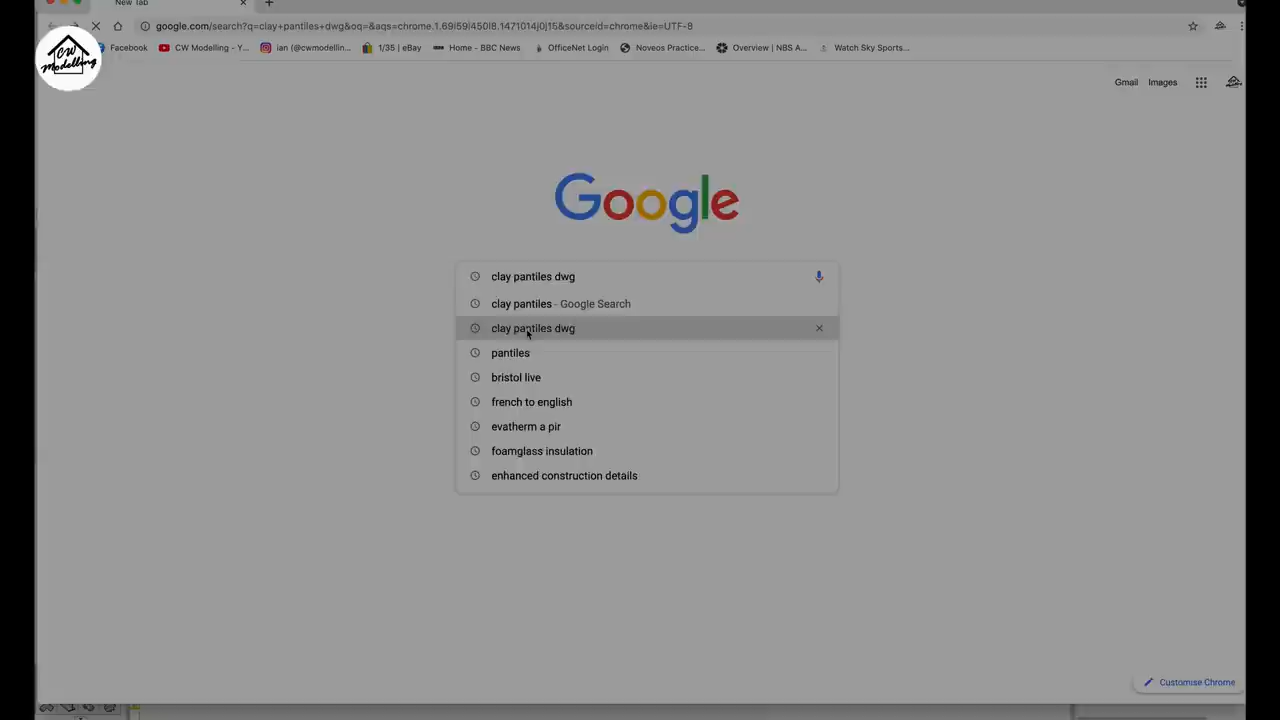 New Tab
google.com/search?q=clay+pantiles+dwg&oq=&aqs=chrome.1.69i59i450l8.1471014j0j15&sourceid=chrome&ie=UTF-8
CW Modelling
Facebook
CW Modelling - Y...
ian (@cwmodellin...
1/35 | eBay
Home - BBC News
OfficeNet Login
Noveos Practice...
Overview | NBS A...
Watch Sky Sports...
Gmail
Images
Google
clay pantiles dwg
clay pantiles - Google Search
clay pantiles dwg
pantiles
bristol live
french to english
evatherm a pir
foamglass insulation
enhanced construction details
Customise Chrome